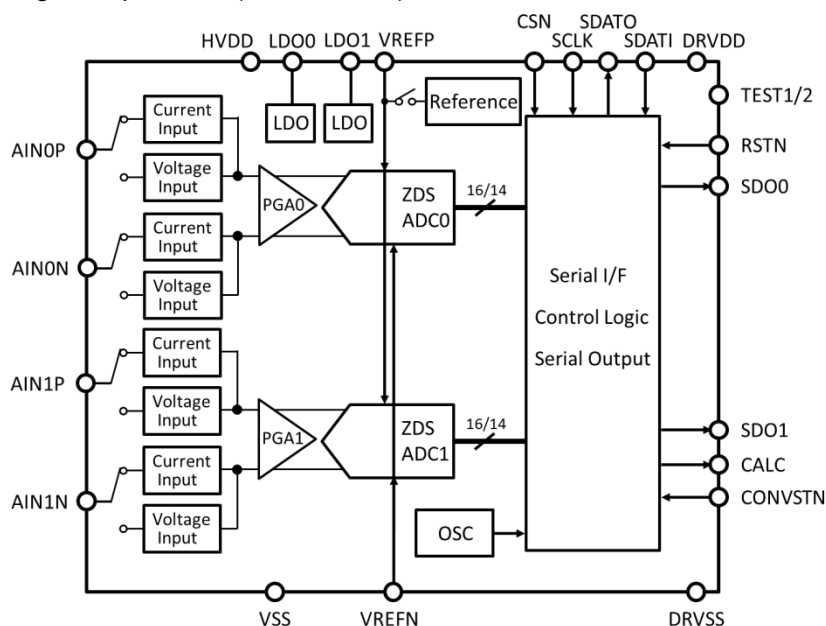 CSN
SDATO
HVDD
LDO0
LDO1
VREFP
SCLK
SDATI
DRVDD
TEST1/2
Current
Input
LDO
LDO
Reference
AIN0P
RSTN
Voltage
Input
SDO0
PGA0
ZDS
ADC0
16/14
Current
Input
AIN0N
Voltage
Input
Serial I/F
Control Logic
Serial Output
Current
Input
AIN1P
Voltage
Input
PGA1
ZDS
ADC1
16/14
SDO1
Current
Input
CALC
AIN1N
CONVSTN
Voltage
Input
OSC
VSS
VREFN
DRVSS